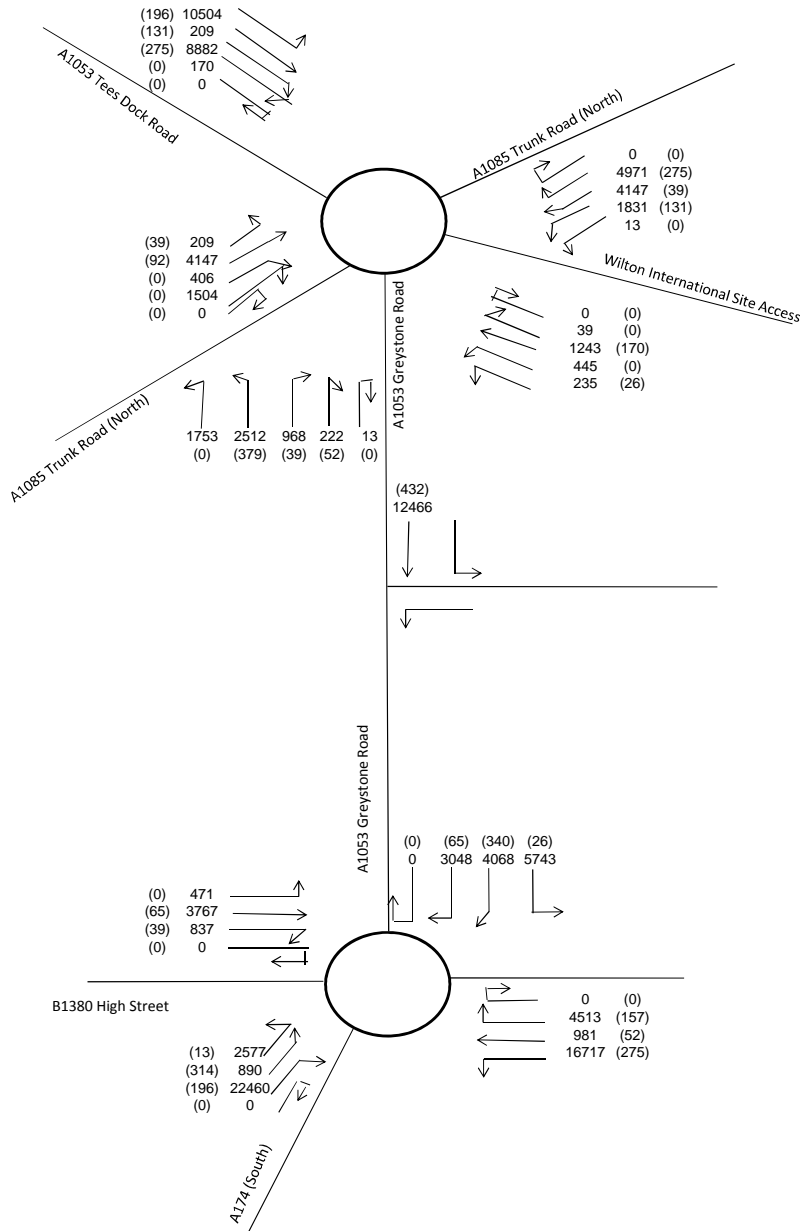 (196) 10504
(131) 209
(275) 8882
(0) 170
(0) 0
A1053 Tees Dock Road
A1085 Trunk Road (North)
0 (0)
4971 (275)
4147 (39)
1831 (131)
13 (0)
Wilton International Site Access
(39) 209
(92) 4147
(0) 406
(0) 1504
(0) 0
0 (0)
39 (0)
1243 (170)
445 (0)
235 (26)
A1053 Greystone Road
A1085 Trunk Road (North)
1753 2512 968 222 13
(0) (379) (39) (52) (0)
(432)
12466
A1053 Greystone Road
(0) (65) (340) (26)
0 3048 4068 5743
(0) 471
(65) 3767
(39) 837
(0) 0
B1380 High Street
0 (0)
4513 (157)
981 (52)
16717 (275)
(13) 2577
(314) 890
(196) 22460
(0) 0
A174 (South)